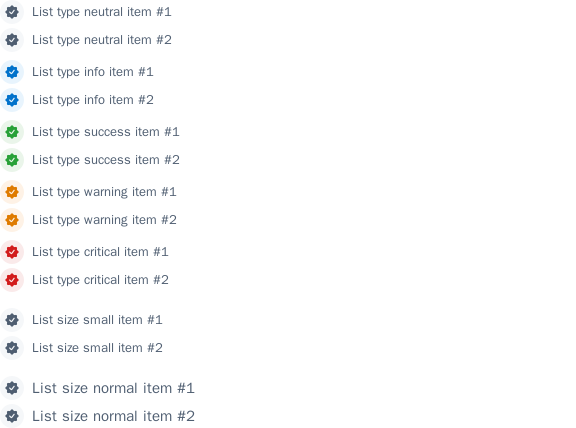 List type neutral item #1
List type neutral item #2
List type info item #1
List type info item #2
List type success item #1
List type success item #2
List type warning item #1
List type warning item #2
List type critical item #1
List type critical item #2
List size small item #1
List size small item #2
List size normal item #1
List size normal item #2